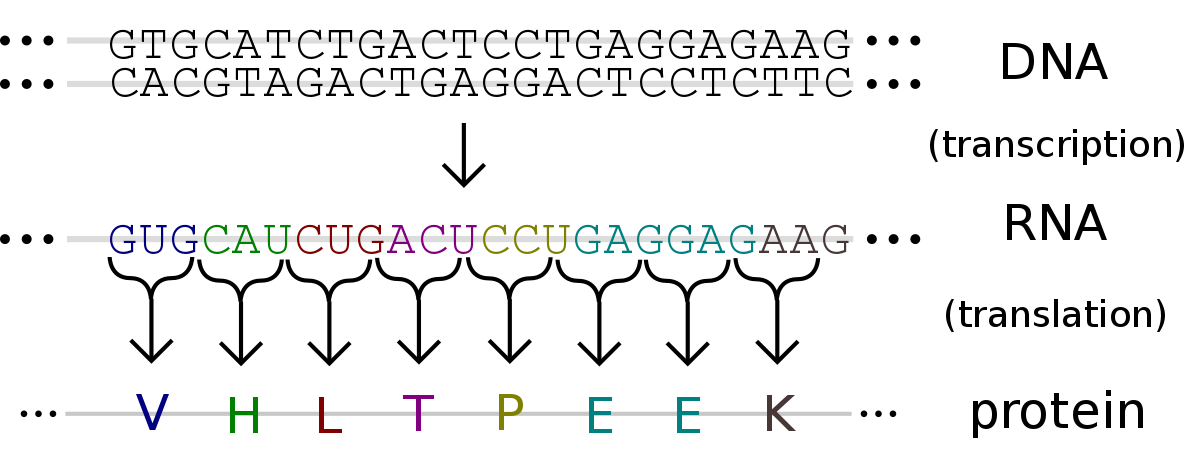 ••• GTGCATCTGACTCCTGAGGAGAAG ••• DNA
••• CACGTAGACTGAGGACTCCTCTTC •••
(transcription)
••• GUGCAUCUGACUCCUGAGGAGAAG ••• RNA
(translation)
••• V H L T P E E K ••• protein